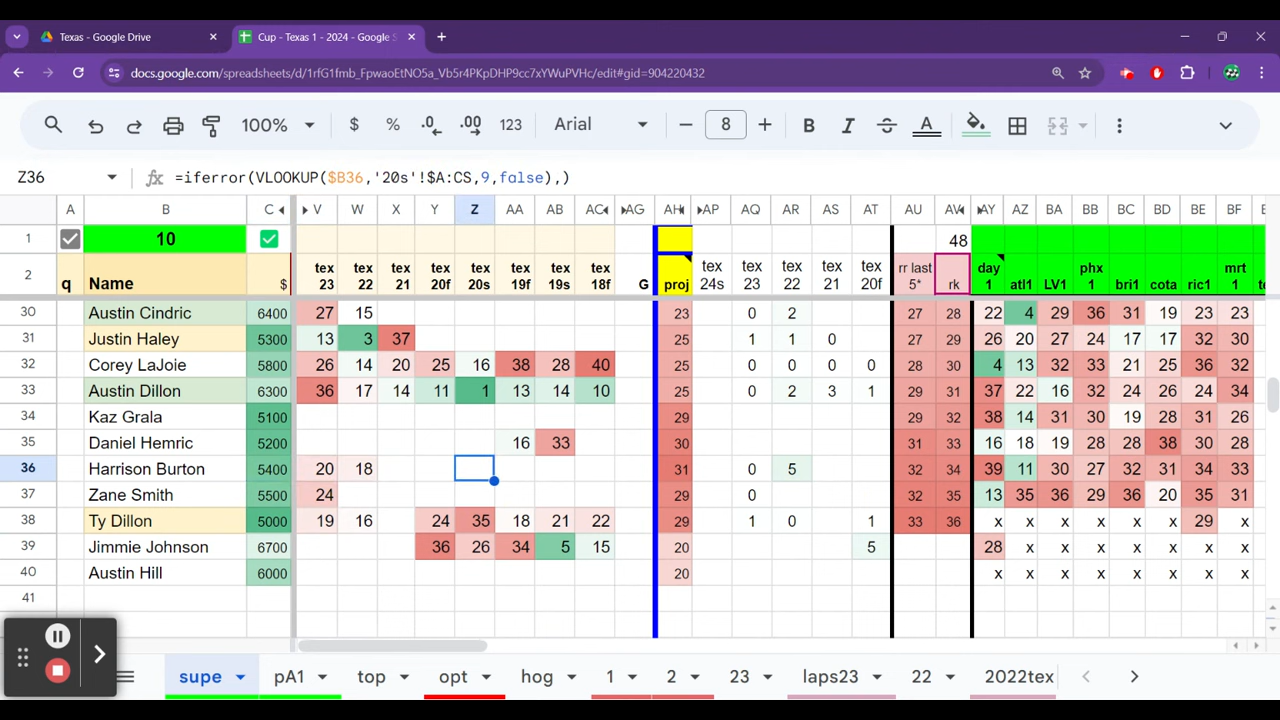 Texas - Google Drive
Cup - Texas 1 - 2024 - Google S
docs.google.com/spreadsheets/d/1rfG1fmb_FpwaoEtNO5a_Vb5r4PKpDHP9cc7xYWuPVHc/edit#gid=904220432
100% $ % .0 .00 123 Arial 8 B I S A
Z36 fx =iferror(VLOOKUP($B36,'20s'!$A:CS,9,false),)
A B C V W X Y Z AA AB AC AG AH AP AQ AR AS AT AU AV AY AZ BA BB BC BD BE BF E
1 10 48
2 q Name $ tex 23 tex 22 tex 21 tex 20f tex 20s tex 19f tex 19s tex 18f G proj tex 24s tex 23 tex 22 tex 21 tex 20f rr last 5* rk day 1 atl1 LV1 phx 1 bri1 cota ric1 mrt 1
30 Austin Cindric 6400 27 15 23 0 2 27 28 22 4 29 36 31 19 23 23
31 Justin Haley 5300 13 3 37 25 1 1 0 27 29 26 20 27 24 17 17 32 30
32 Corey LaJoie 5800 26 14 20 25 16 38 28 40 25 0 0 0 0 28 30 4 13 32 33 21 25 36 32
33 Austin Dillon 6300 36 17 14 11 1 13 14 10 25 0 2 3 1 29 31 37 22 16 32 24 26 24 34
34 Kaz Grala 5100 29 29 32 38 14 31 30 19 28 31 26
35 Daniel Hemric 5200 16 33 30 31 33 16 18 19 28 28 38 30 28
36 Harrison Burton 5400 20 18 31 0 5 32 34 39 11 30 27 32 31 34 33
37 Zane Smith 5500 24 29 0 32 35 13 35 36 29 36 20 35 31
38 Ty Dillon 5000 19 16 24 35 18 21 22 29 1 0 1 33 36 x x x x x x 29 x
39 Jimmie Johnson 6700 36 26 34 5 15 20 5 28 x x x x x x x
40 Austin Hill 6000 20 x x x x x x x x
41
supe pA1 top opt hog 1 2 23 laps23 22 2022tex